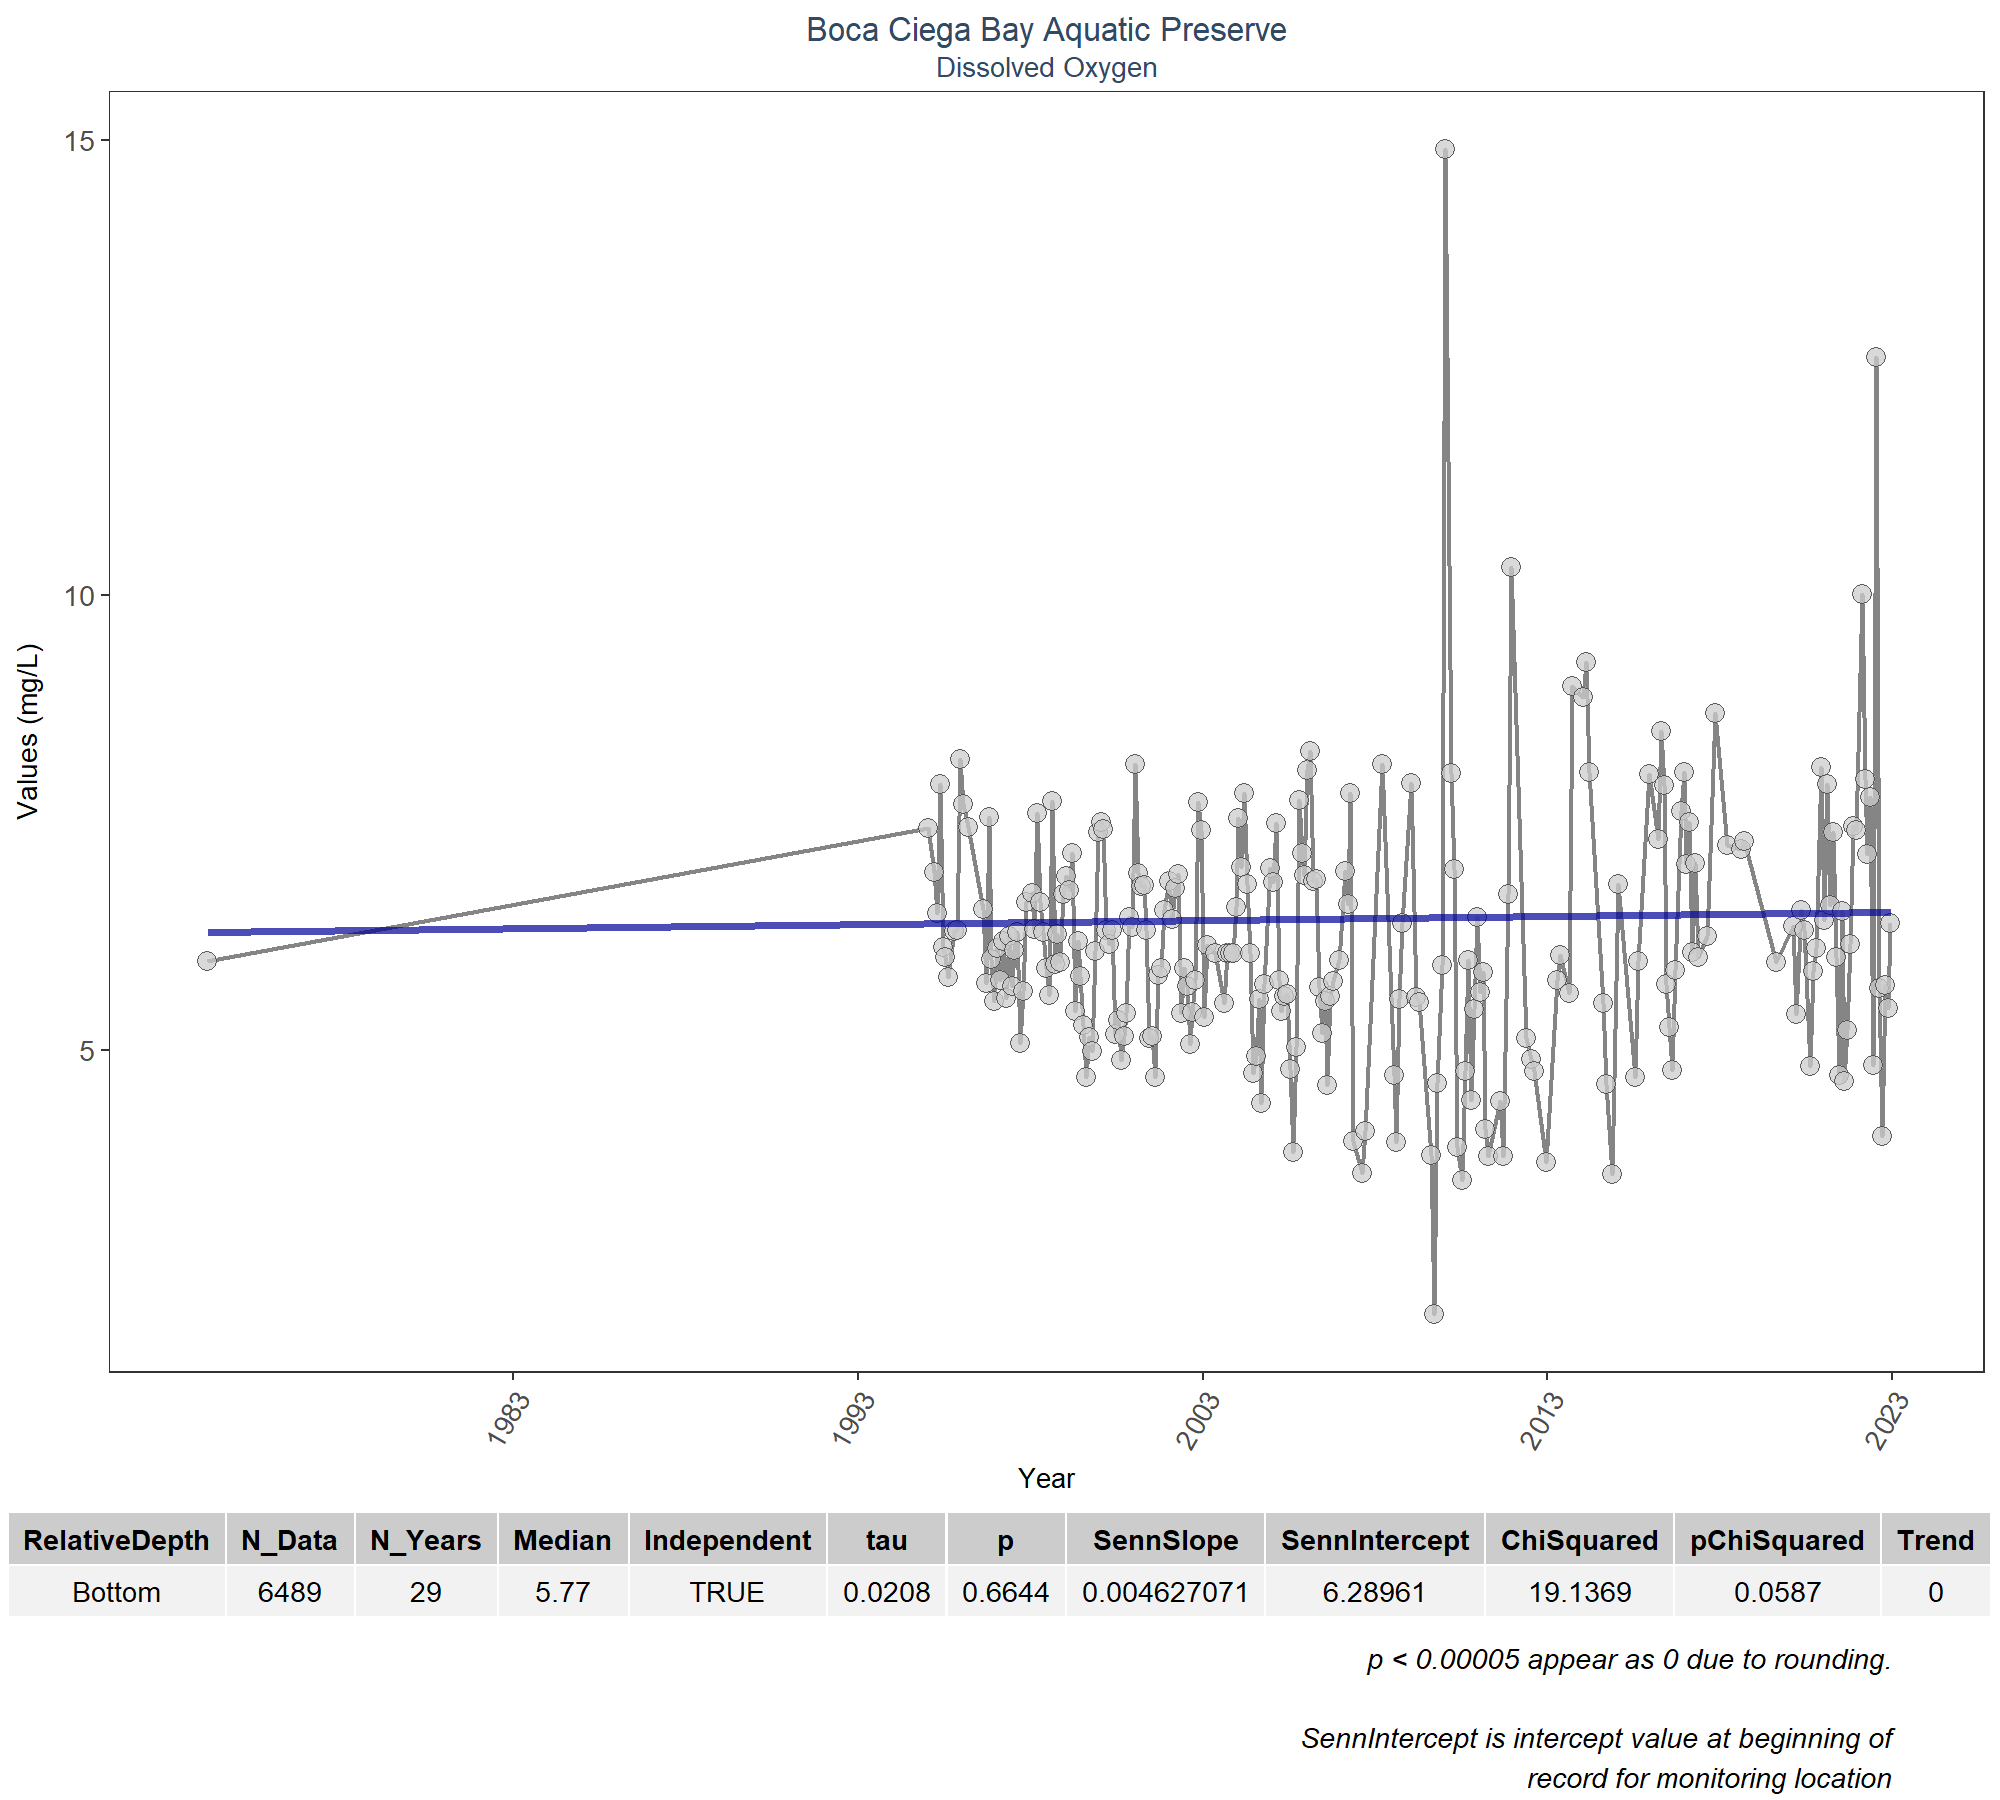 Boca Ciega Bay Aquatic Preserve
Dissolved Oxygen
15
10
5
Values (mg/L)
1983
1993
2003
2013
2023
Year
RelativeDepth N_Data N_Years Median Independent tau p SennSlope SennIntercept ChiSquared pChiSquared Trend
Bottom 6489 29 5.77 TRUE 0.0208 0.6644 0.004627071 6.28961 19.1369 0.0587 0
p < 0.00005 appear as 0 due to rounding.
SennIntercept is intercept value at beginning of
record for monitoring location